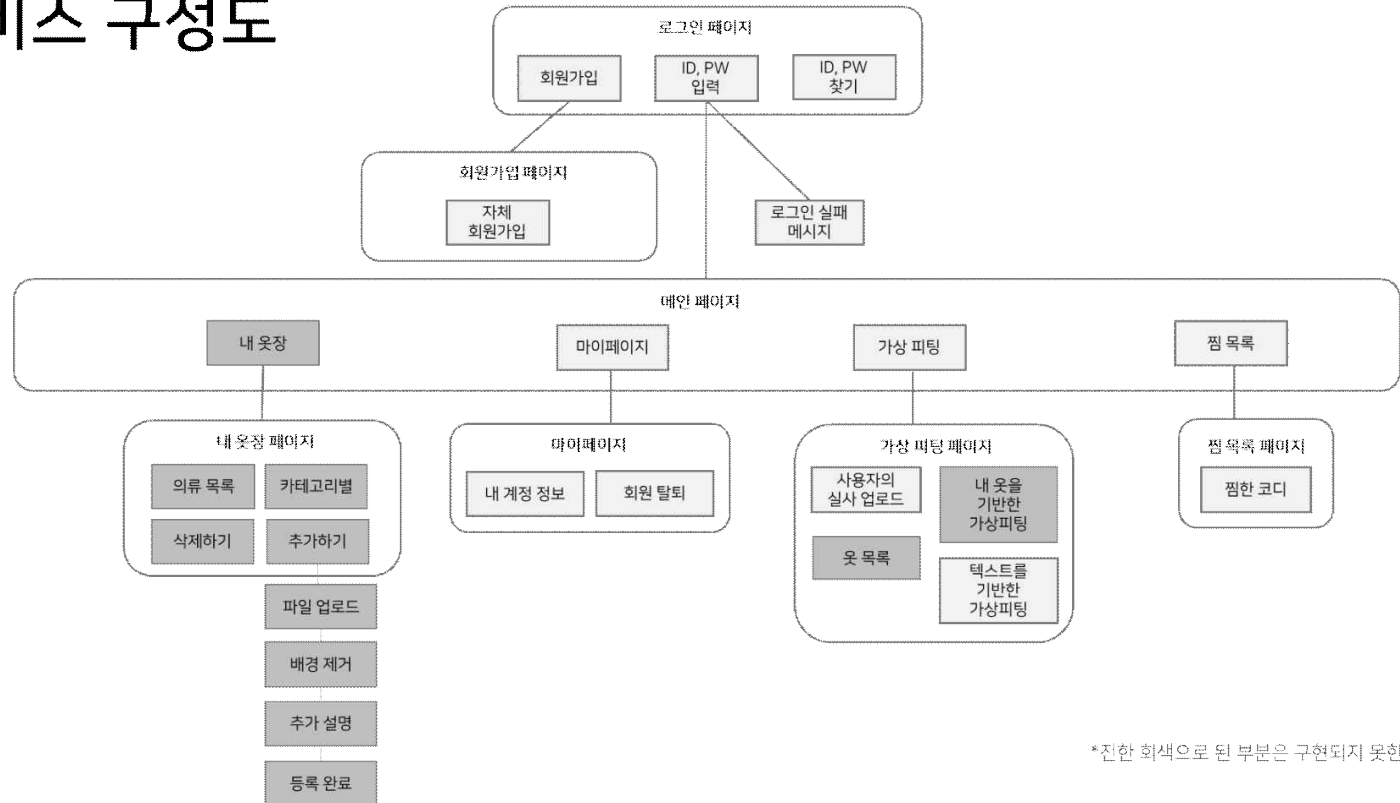 비스 구성도
로그인 페이지
회원가입
ID, PW
입력
ID, PW
찾기
회원가입 페이지
자체
회원가입
로그인 실패
메시지
메인 페이지
내 옷장
마이페이지
가상 피팅
찜 목록
내 옷장 페이지
의류 목록
카테고리별
삭제하기
추가하기
파일 업로드
배경 제거
추가 설명
등록 완료
마이페이지
내 계정 정보
회원 탈퇴
가상 피팅 페이지
사용자의
실사 업로드
내 옷을
기반한
가상피팅
옷 목록
텍스트를
기반한
가상피팅
찜 목록 페이지
찜한 코디
*진한 회색으로 된 부분은 구현되지 못한